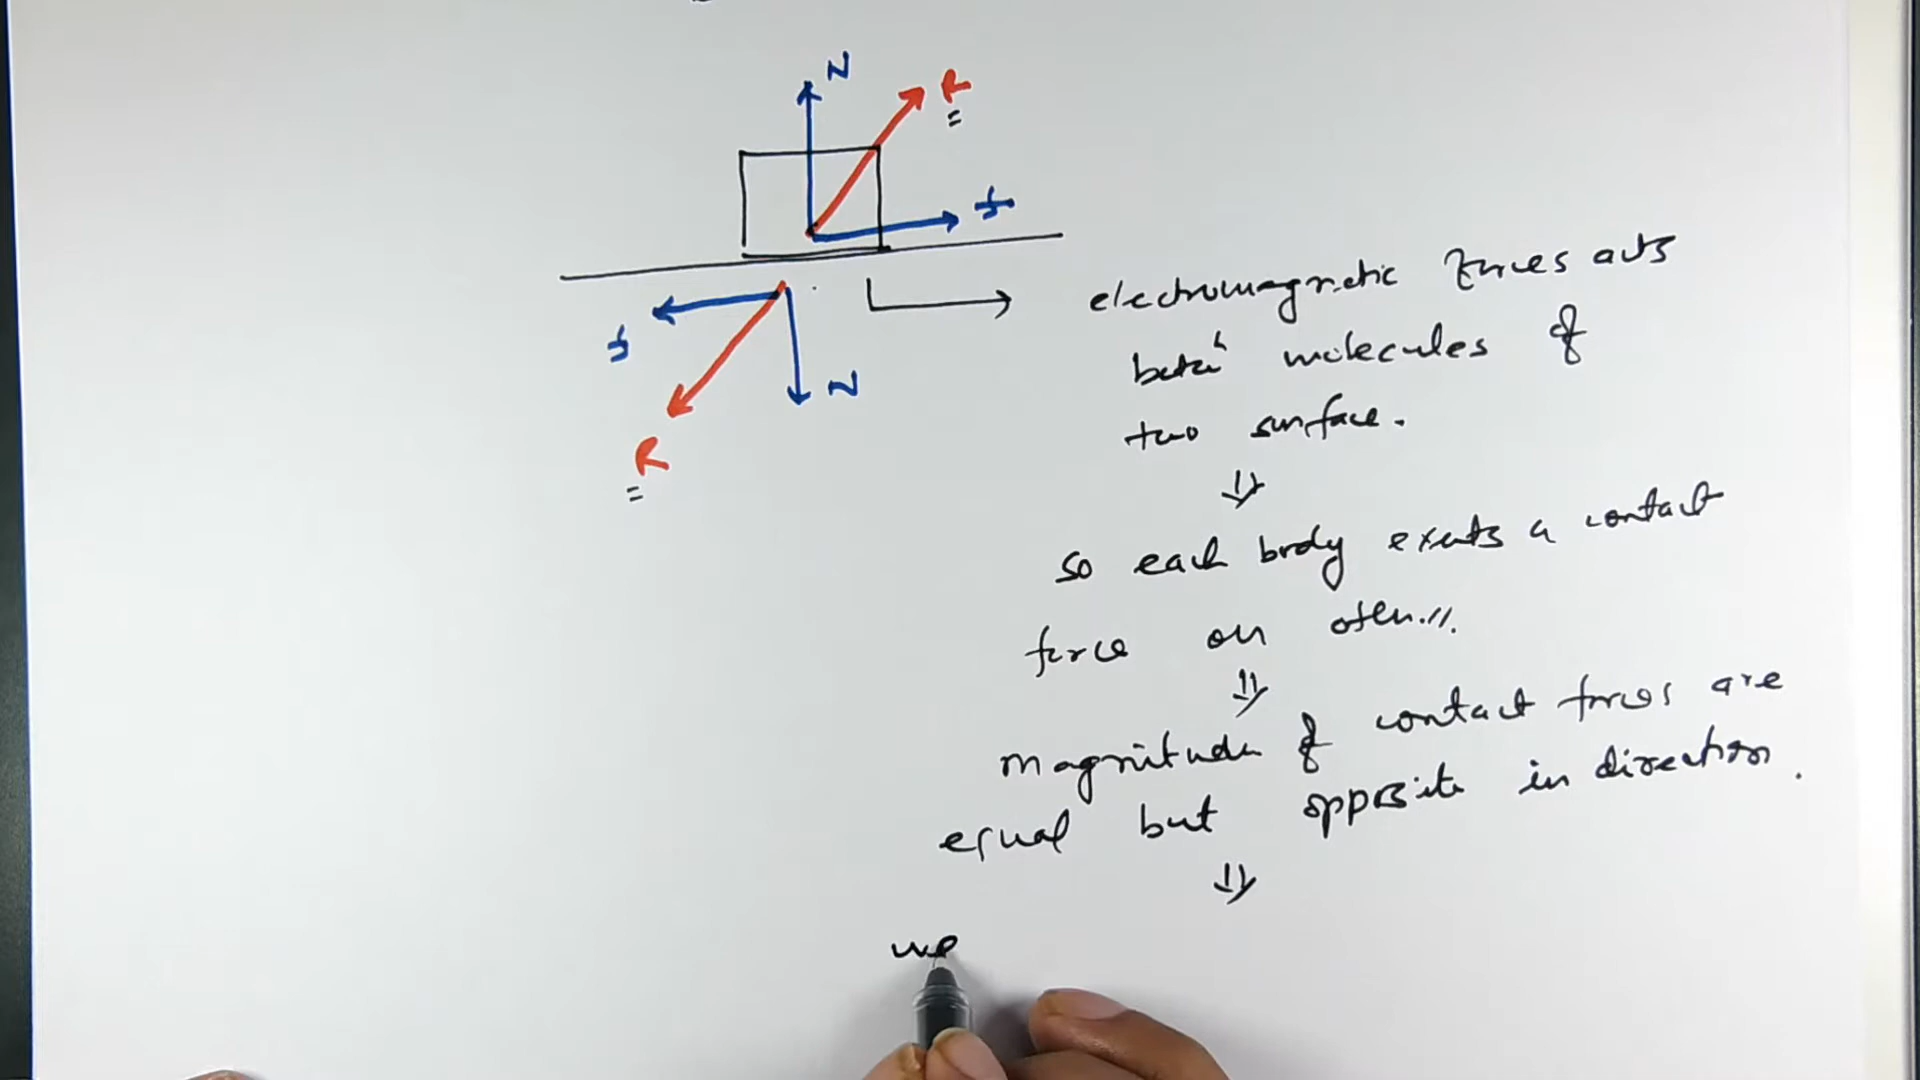 N
R
f
f
N
R
electromagnetic forces acts
betn molecules of
two surface.
so each body exerts a contact
force on other.
magnitude of contact forces are
equal but opposite in direction.
we